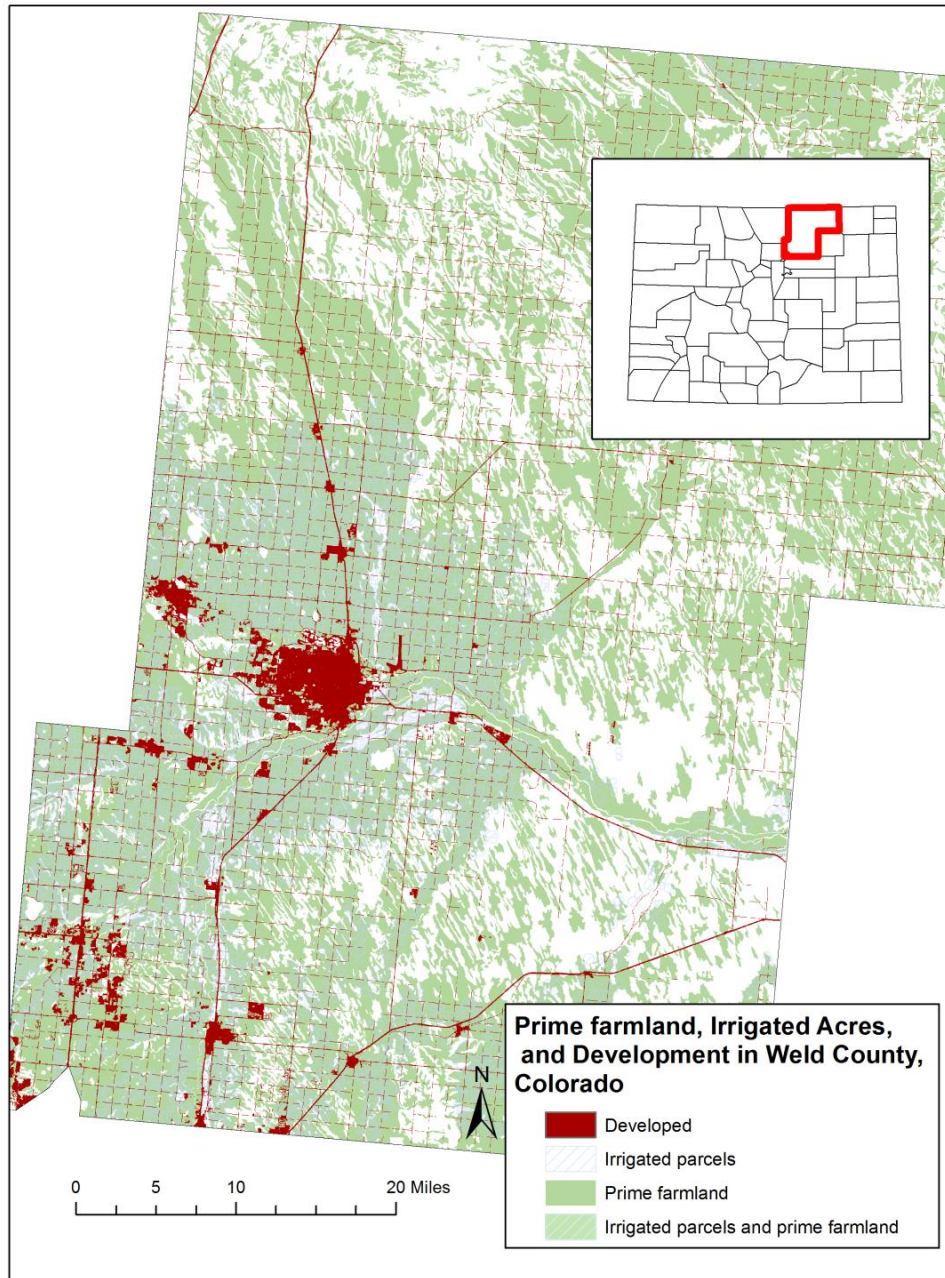 N
0 5 10 20 Miles
Prime farmland, Irrigated Acres,
and Development in Weld County,
Colorado
Developed
Irrigated parcels
Prime farmland
Irrigated parcels and prime farmland